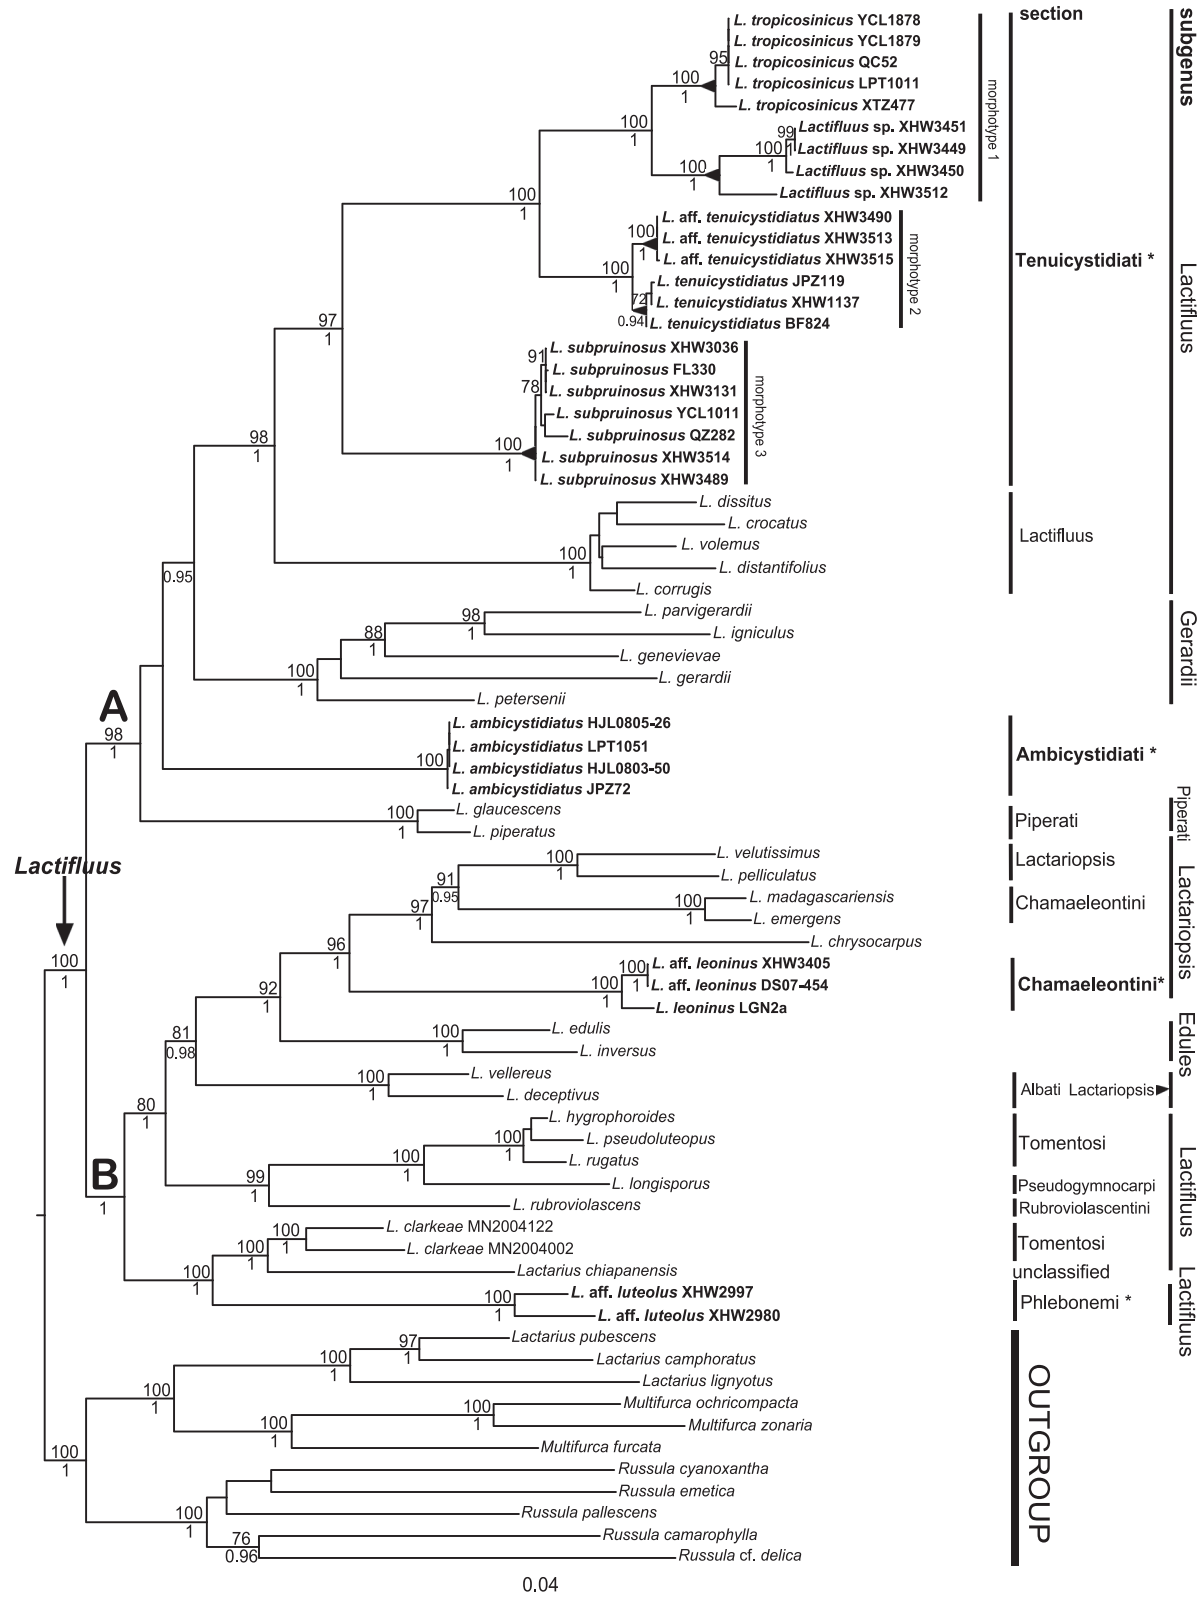 section
subgenus
L. tropicosinicus YCL1878
L. tropicosinicus YCL1879
95
L. tropicosinicus QC52
100
1
L. tropicosinicus LPT1011
L. tropicosinicus XTZ477
morphotype 1
100
1
Lactifluus sp. XHW3451
99
1
Lactifluus sp. XHW3449
100
1
Lactifluus sp. XHW3450
100
1
Lactifluus sp. XHW3512
100
1
L. aff. tenuicystidiatus XHW3490
100
1
L. aff. tenuicystidiatus XHW3513
L. aff. tenuicystidiatus XHW3515
morphotype 2
Tenuicystidiati *
Lactifluus
100
1
L. tenuicystidiatus JPZ119
72
L. tenuicystidiatus XHW1137
0.94
L. tenuicystidiatus BF824
97
1
L. subpruinosus XHW3036
91
L. subpruinosus FL330
78
L. subpruinosus XHW3131
morphotype 3
L. subpruinosus YCL1011
L. subpruinosus QZ282
98
1
100
1
L. subpruinosus XHW3514
L. subpruinosus XHW3489
L. dissitus
L. crocatus
Lactifluus
L. volemus
100
1
L. distantifolius
0.95
L. corrugis
L. parvigerardii
98
1
L. igniculus
88
1
L. genevievae
Gerardii
100
1
L. gerardii
L. petersenii
A
98
1
L. ambicystidiatus HJL0805-26
L. ambicystidiatus LPT1051
Ambicystidiati *
100
L. ambicystidiatus HJL0803-50
L. ambicystidiatus JPZ72
L. glaucescens
100
1
L. piperatus
Piperati
Piperati
Lactifluus
L. velutissimus
100
1
L. pelliculatus
Lactariopsis
Lactariopsis
91
0.95
L. madagascariensis
100
1
L. emergens
Chamaeleontini
97
1
L. chrysocarpus
96
1
L. aff. leoninus XHW3405
100
1
100
1
L. aff. leoninus DS07-454
L. leoninus LGN2a
Chamaeleontini*
100
1
92
1
L. edulis
100
1
L. inversus
Edules
81
0.98
L. vellereus
100
1
L. deceptivus
Albati Lactariopsis
80
1
L. hygrophoroides
L. pseudoluteopus
100
1
L. rugatus
Tomentosi
Lactifluus
100
1
L. longisporus
Pseudogymnocarpi
99
1
L. rubroviolascens
Rubroviolascentini
B
1
L. clarkeae MN2004122
100
1
L. clarkeae MN2004002
Tomentosi
100
1
Lactarius chiapanensis
unclassified
100
1
L. aff. luteolus XHW2997
100
1
L. aff. luteolus XHW2980
Phlebonemi *
Lactifluus
Lactarius pubescens
97
1
Lactarius camphoratus
100
1
Lactarius lignyotus
100
1
Multifurca ochricompacta
100
1
Multifurca zonaria
100
1
Multifurca furcata
100
1
Russula cyanoxantha
Russula emetica
Russula pallescens
100
1
Russula camarophylla
76
0.96
Russula cf. delica
OUTGROUP
0.04